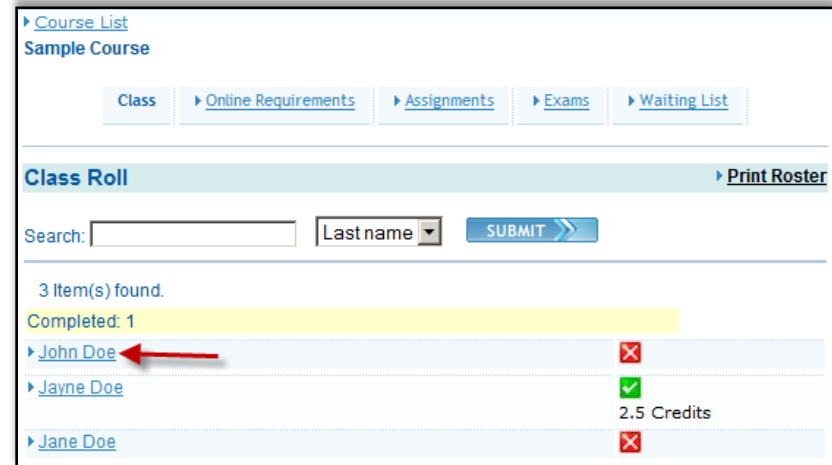 Course List
Sample Course
Class Online Requirements Assignments Exams Waiting List
Class Roll Print Roster
Search: Last name SUBMIT
3 Item(s) found.
Completed: 1
John Doe
Jayne Doe
2.5 Credits
Jane Doe